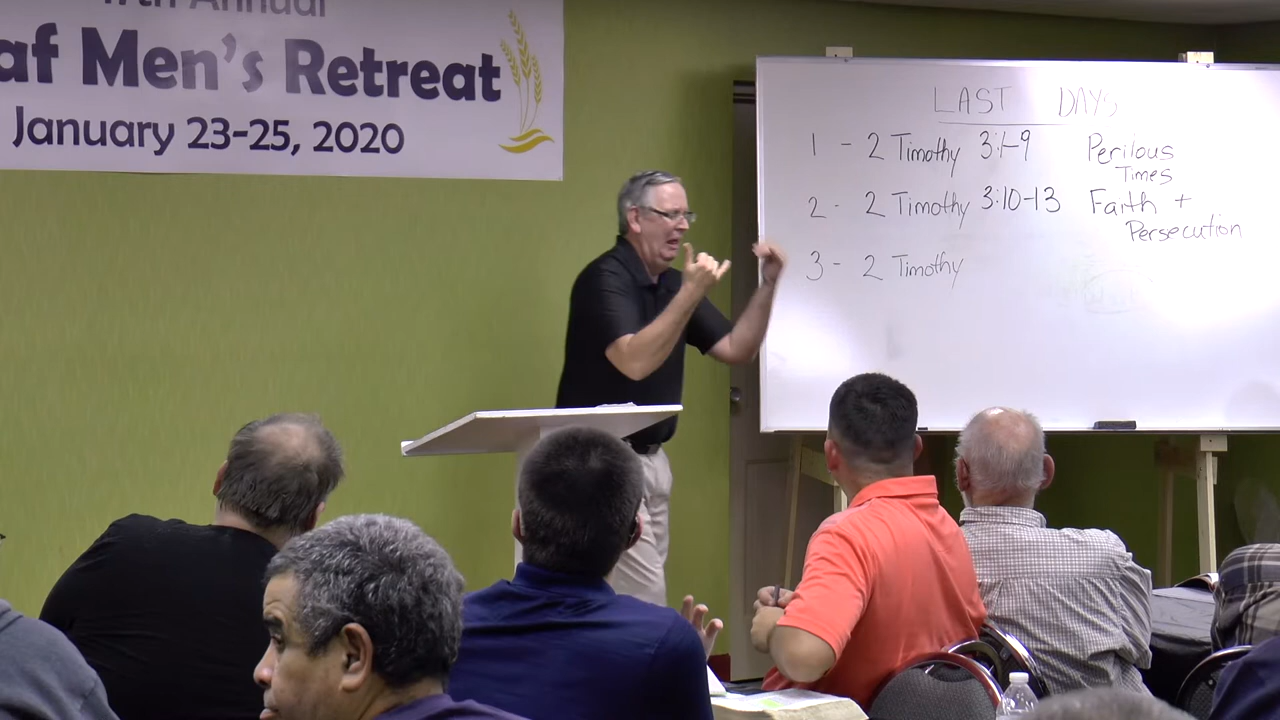 Annual
af Men's Retreat
January 23-25, 2020
LAST DAYS
1 - 2 Timothy 3:1-9 Perilous
Times
2 - 2 Timothy 3:10-13 Faith +
Persecution
3 - 2 Timothy